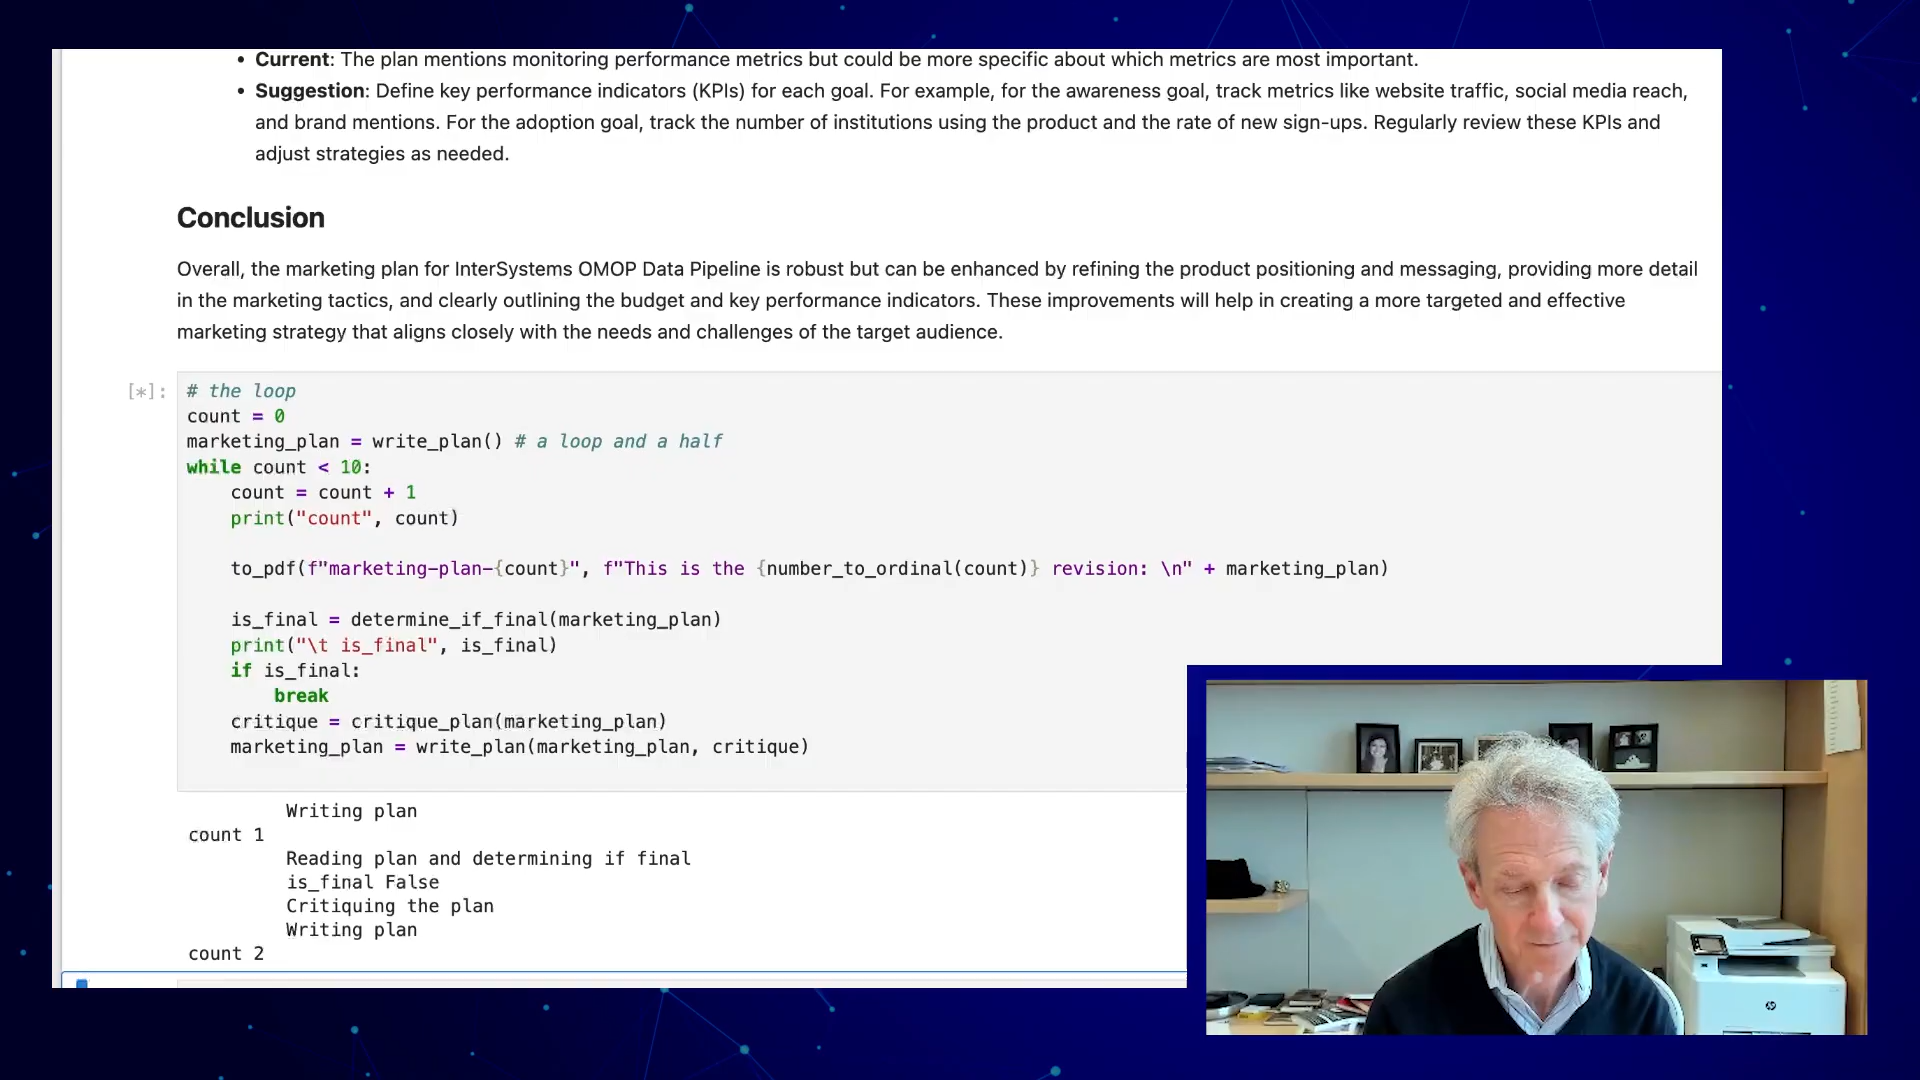 • Current: The plan mentions monitoring performance metrics but could be more specific about which metrics are most important.
• Suggestion: Define key performance indicators (KPIs) for each goal. For example, for the awareness goal, track metrics like website traffic, social media reach,
and brand mentions. For the adoption goal, track the number of institutions using the product and the rate of new sign-ups. Regularly review these KPIs and
adjust strategies as needed.
Conclusion
Overall, the marketing plan for InterSystems OMOP Data Pipeline is robust but can be enhanced by refining the product positioning and messaging, providing more detail
in the marketing tactics, and clearly outlining the budget and key performance indicators. These improvements will help in creating a more targeted and effective
marketing strategy that aligns closely with the needs and challenges of the target audience.
[*]: # the loop
count = 0
marketing_plan = write_plan() # a loop and a half
while count < 10:
    count = count + 1
    print("count", count)
    to_pdf(f"marketing-plan-{count}", f"This is the {number_to_ordinal(count)} revision: \n" + marketing_plan)
    is_final = determine_if_final(marketing_plan)
    print("\t is_final", is_final)
    if is_final:
        break
    critique = critique_plan(marketing_plan)
    marketing_plan = write_plan(marketing_plan, critique)
Writing plan
count 1
Reading plan and determining if final
is_final False
Critiquing the plan
Writing plan
count 2
hp